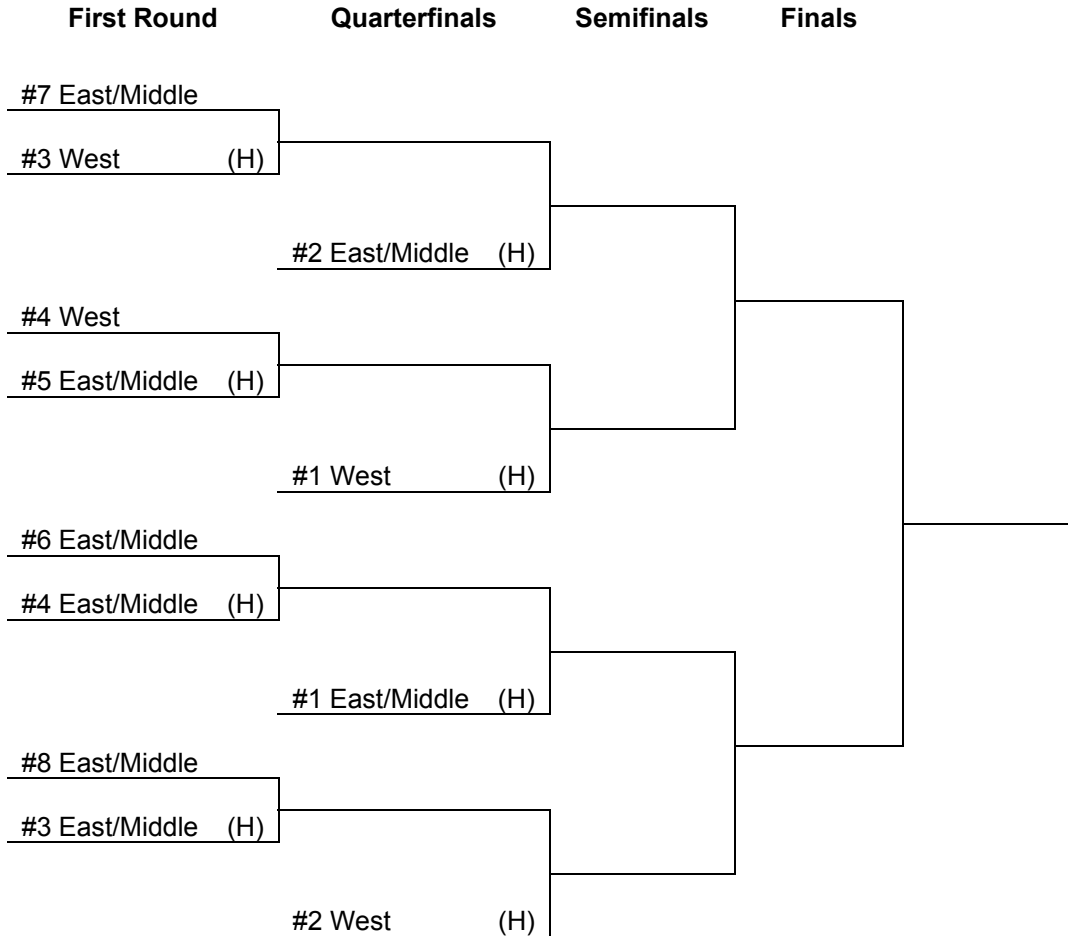 First Round Quarterfinals Semifinals Finals
#7 East/Middle
#3 West (H)
#2 East/Middle (H)
#4 West
#5 East/Middle (H)
#1 West (H)
#6 East/Middle
#4 East/Middle (H)
#1 East/Middle (H)
#8 East/Middle
#3 East/Middle (H)
#2 West (H)